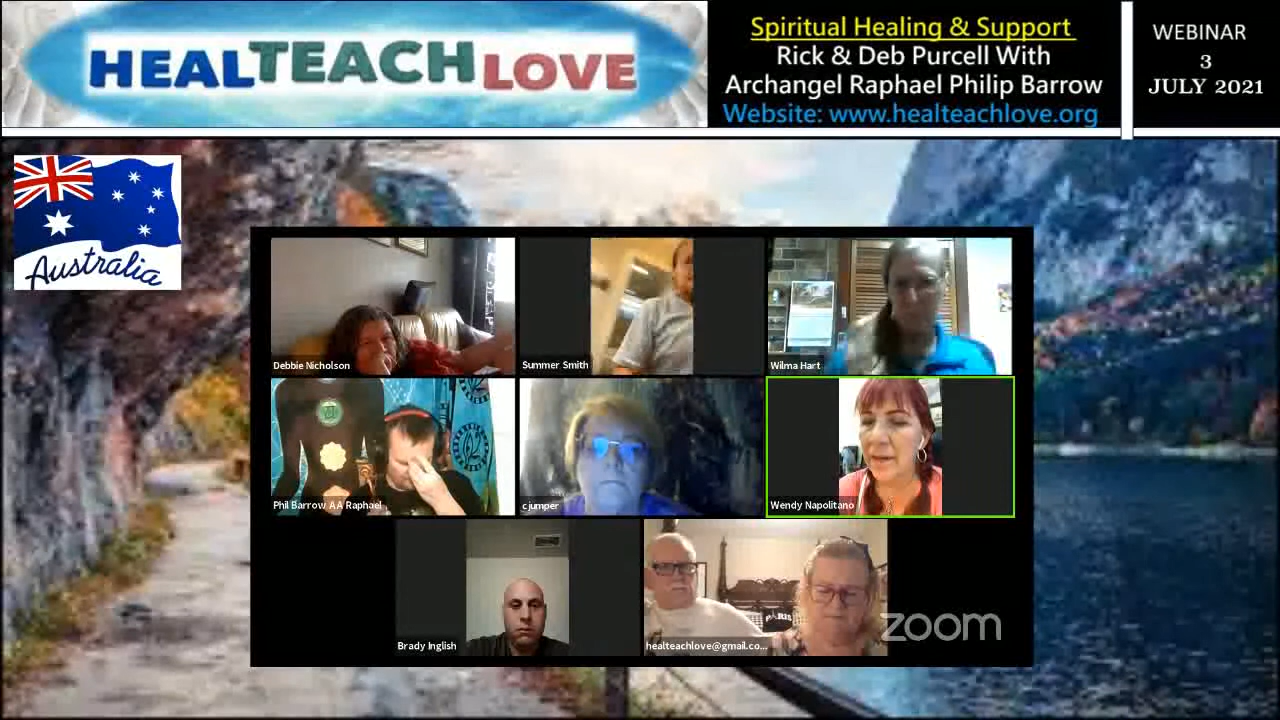 HEALTEACHLOVE
Spiritual Healing & Support
Rick & Deb Purcell With
Archangel Raphael Philip Barrow
Website: www.healteachlove.org
WEBINAR
3
JULY 2021
Australia
Debbie Nicholson
Summer Smith
Wilma Hart
Phil Barrow AA Raphael
cjumper
Wendy Napolitano
Brady Inglish
healteachlove@gmail.co...
PARIS
zoom